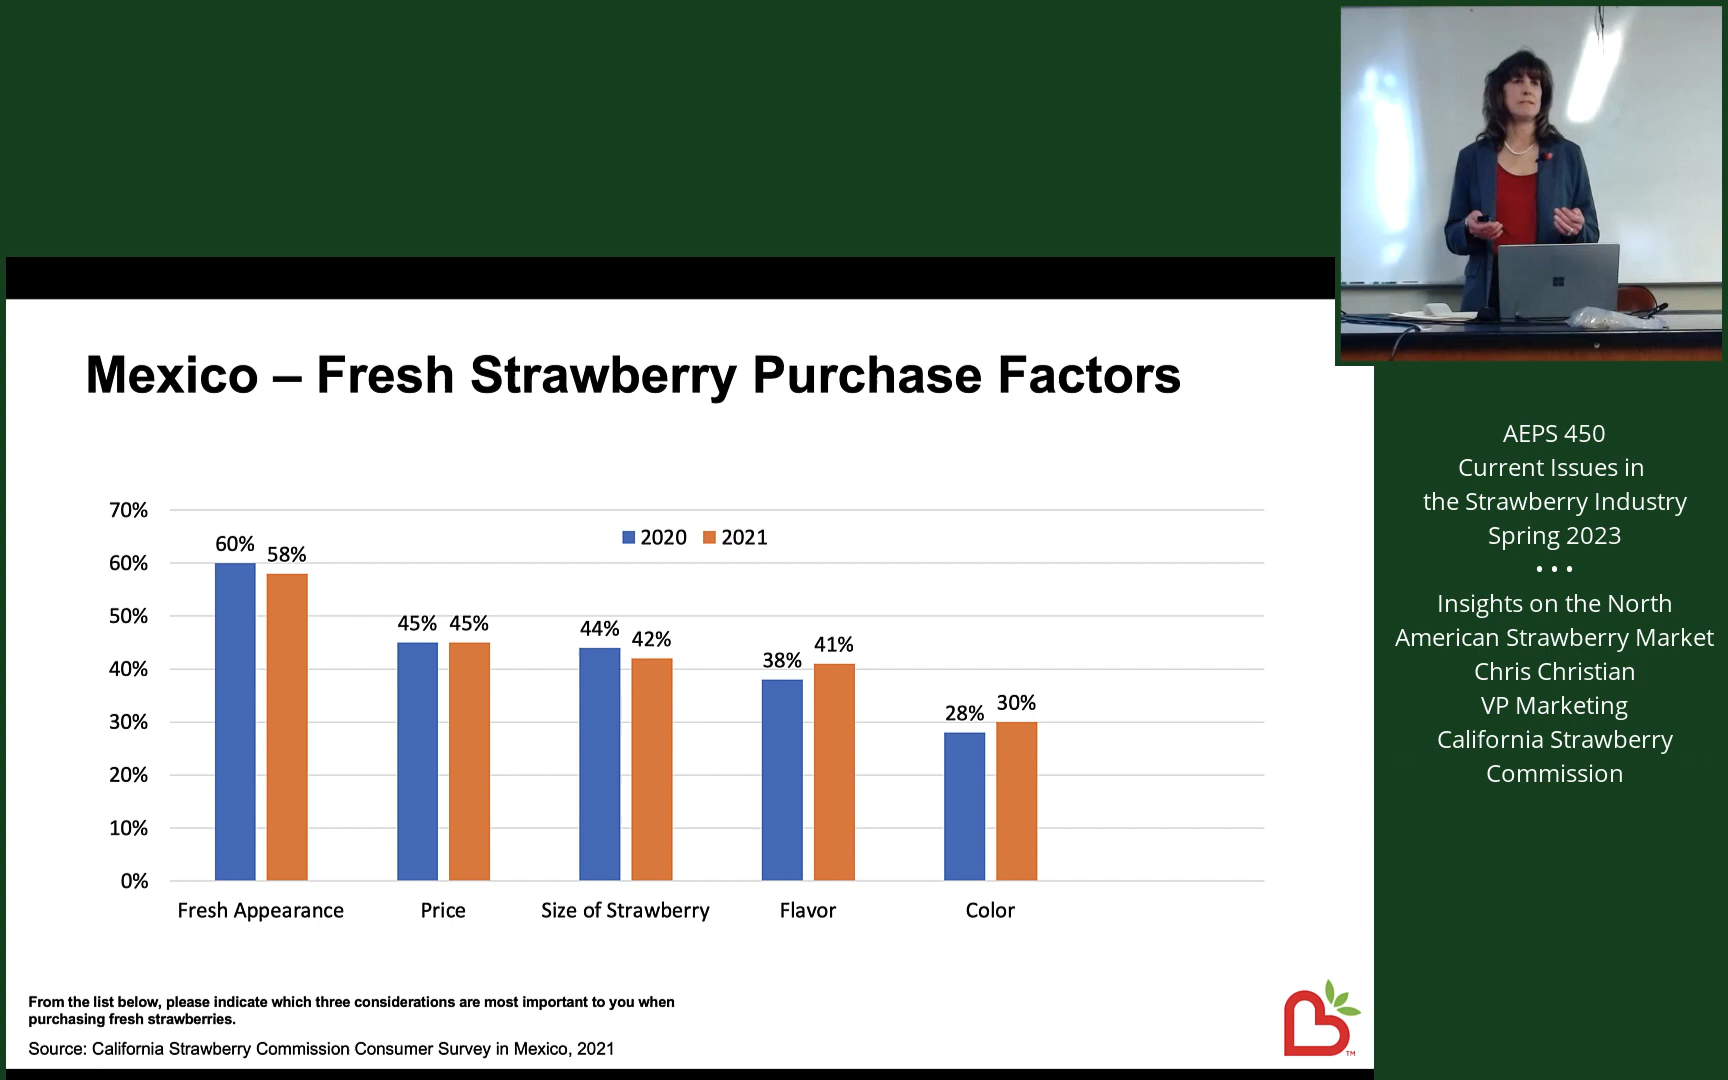 Mexico – Fresh Strawberry Purchase Factors
70%
60%
50%
40%
30%
20%
10%
0%
2020 2021
60% 58%
45% 45%
44% 42%
38% 41%
28% 30%
Fresh Appearance Price Size of Strawberry Flavor Color
From the list below, please indicate which three considerations are most important to you when
purchasing fresh strawberries.
Source: California Strawberry Commission Consumer Survey in Mexico, 2021
TM
AEPS 450
Current Issues in
the Strawberry Industry
Spring 2023
• • •
Insights on the North
American Strawberry Market
Chris Christian
VP Marketing
California Strawberry
Commission